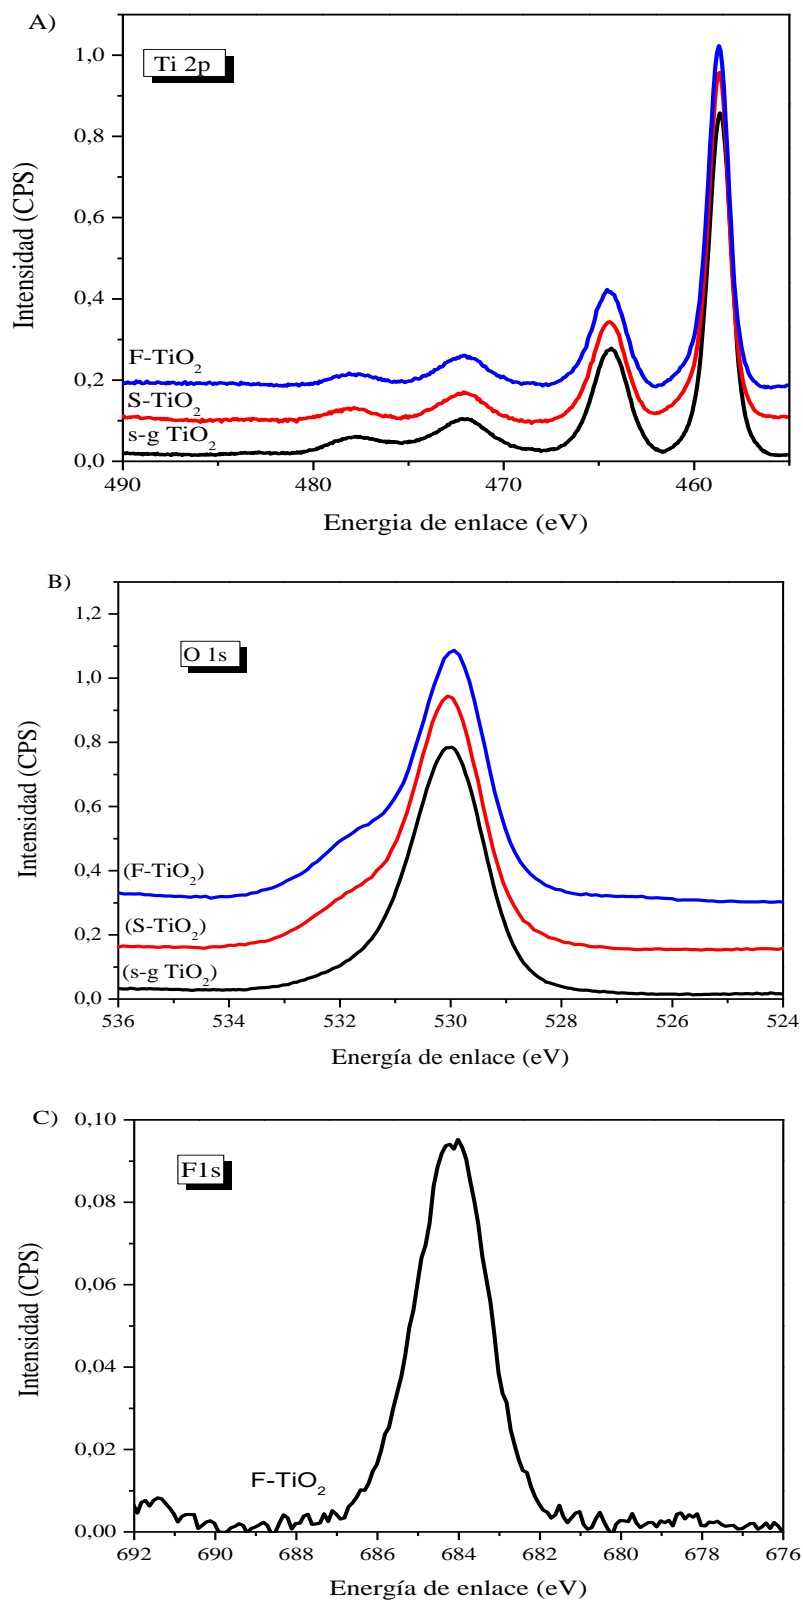 A)
Ti 2p
1,0
0,8
0,6
0,4
0,2
0,0
Intensidad (CPS)
F-TiO2
S-TiO2
s-g TiO2
490 480 470 460
Energia de enlace (eV)
B)
O 1s
1,2
1,0
0,8
0,6
0,4
0,2
0,0
Intensidad (CPS)
(F-TiO2)
(S-TiO2)
(s-g TiO2)
536 534 532 530 528 526 524
Energía de enlace (eV)
C)
F1s
0,10
0,08
0,06
0,04
0,02
0,00
Intensidad (CPS)
F-TiO2
692 690 688 686 684 682 680 678 676
Energía de enlace (eV)